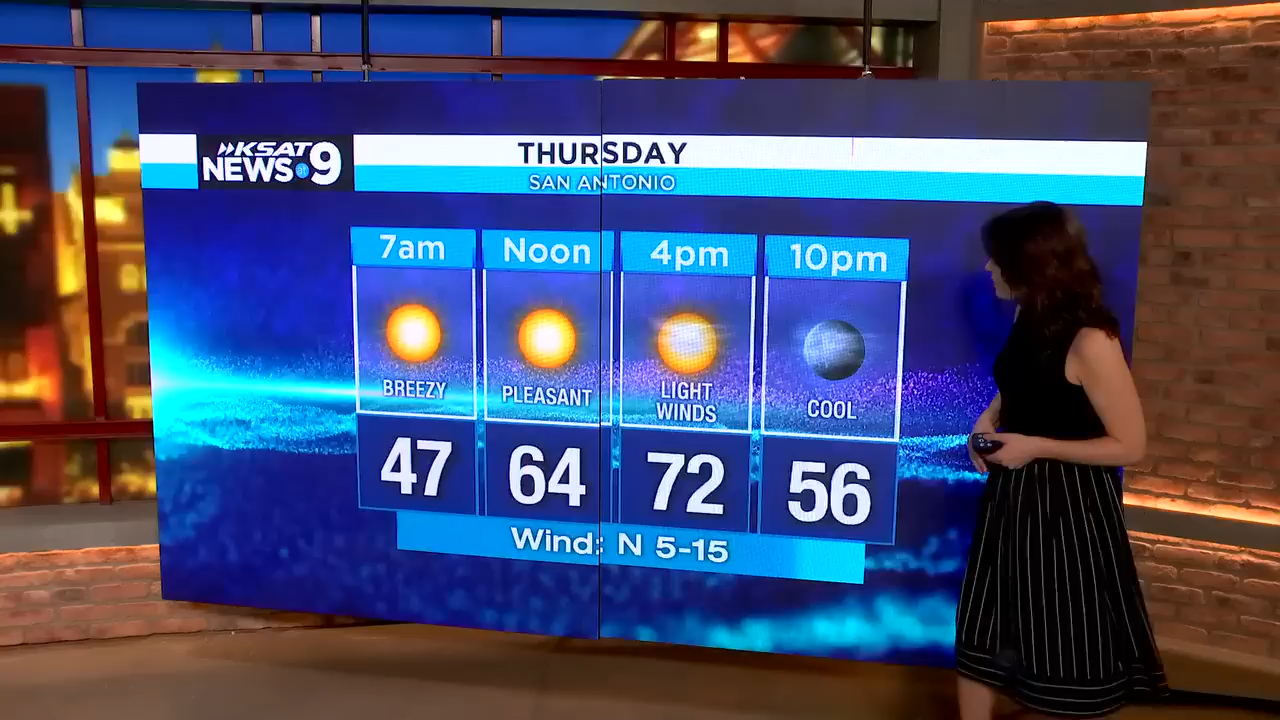 KSAT
NEWS at 9
THURSDAY
SAN ANTONIO
7am
Noon
4pm
10pm
BREEZY
PLEASANT
LIGHT
WINDS
COOL
47
64
72
56
Wind: N 5-15